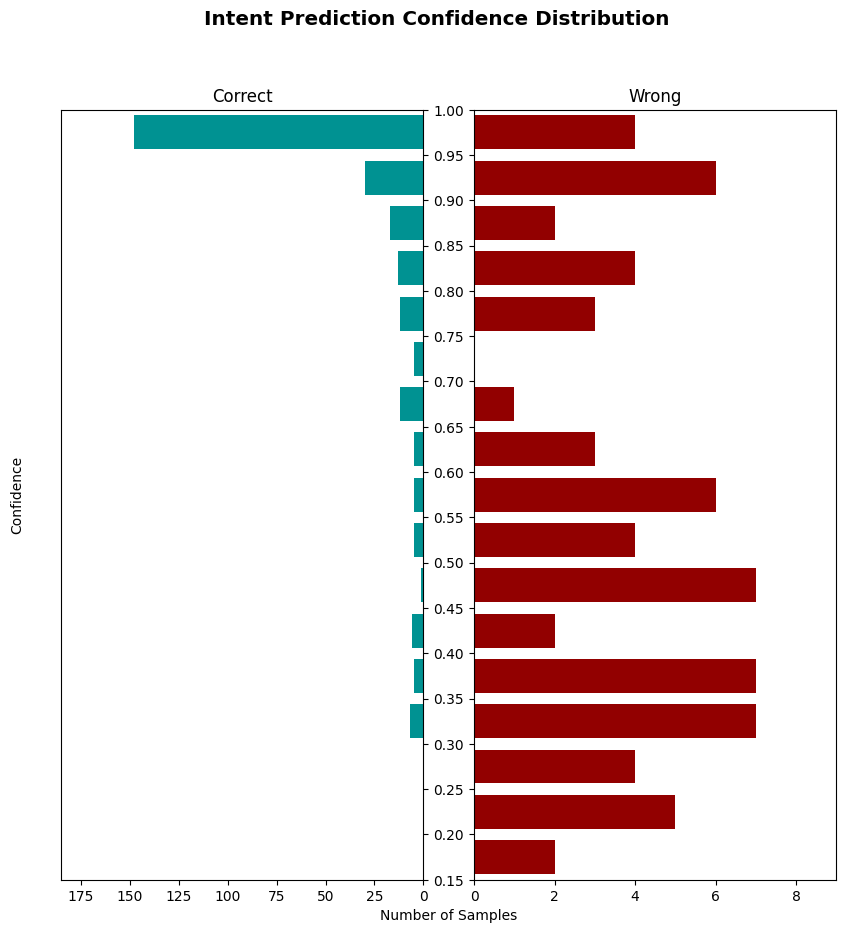 Intent Prediction Confidence Distribution
Correct
Wrong
1.00
0.95
0.90
0.85
0.80
0.75
0.70
0.65
0.60
0.55
0.50
0.45
0.40
0.35
0.30
0.25
0.20
0.15
Confidence
175 150 125 100 75 50 25 0
0 2 4 6 8
Number of Samples